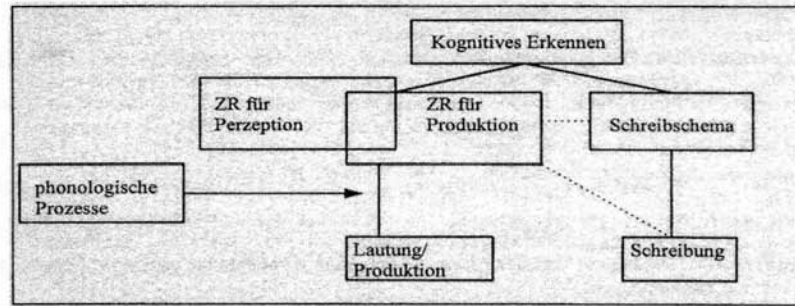 Kognitives Erkennen
ZR für
Perzeption
ZR für
Produktion
Schreibschema
phonologische
Prozesse
Lautung/
Produktion
Schreibung